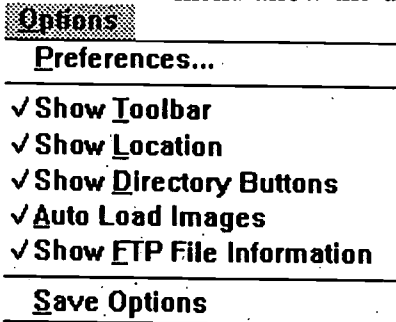 Options
Preferences...
√ Show Toolbar
√ Show Location
√ Show Directory Buttons
√ Auto Load Images
√ Show FTP File Information
Save Options